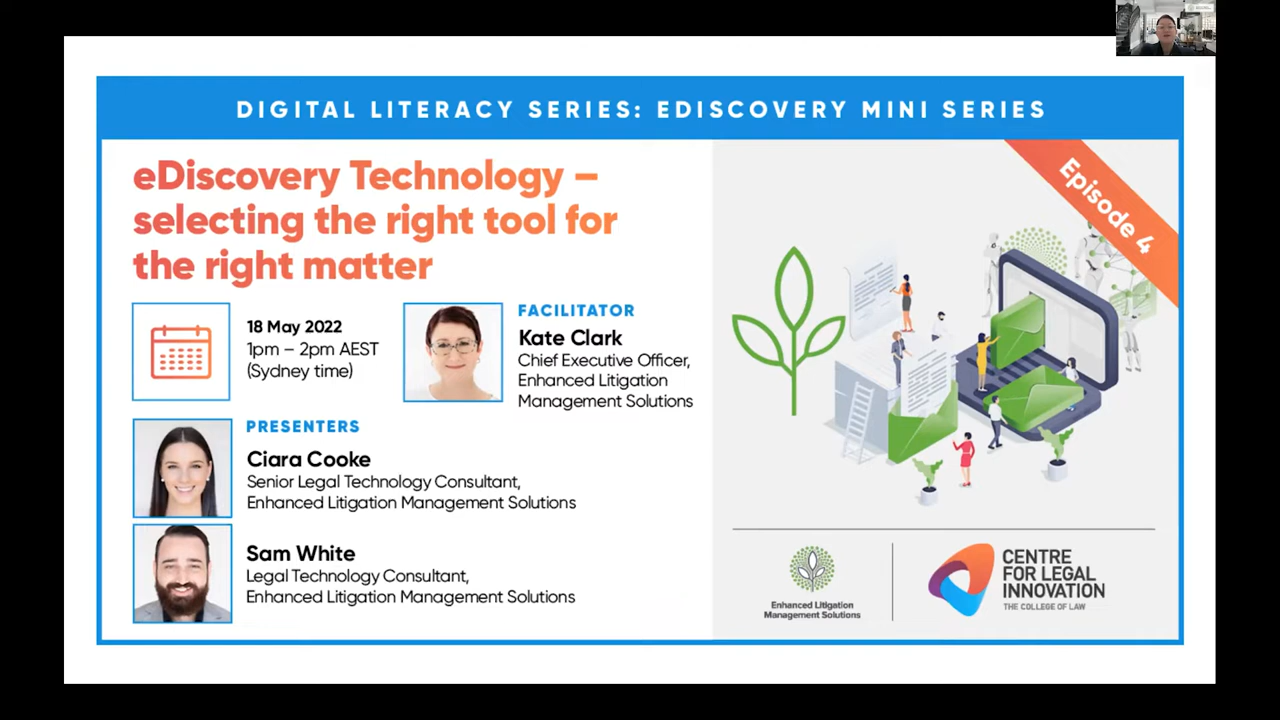 DIGITAL LITERACY SERIES: EDISCOVERY MINI SERIES
eDiscovery Technology –
selecting the right tool for
the right matter
Episode 4
18 May 2022
1pm – 2pm AEST
(Sydney time)
FACILITATOR
Kate Clark
Chief Executive Officer,
Enhanced Litigation
Management Solutions
PRESENTERS
Ciara Cooke
Senior Legal Technology Consultant,
Enhanced Litigation Management Solutions
Sam White
Legal Technology Consultant,
Enhanced Litigation Management Solutions
Enhanced Litigation
Management Solutions
CENTRE
FOR LEGAL
INNOVATION
THE COLLEGE OF LAW